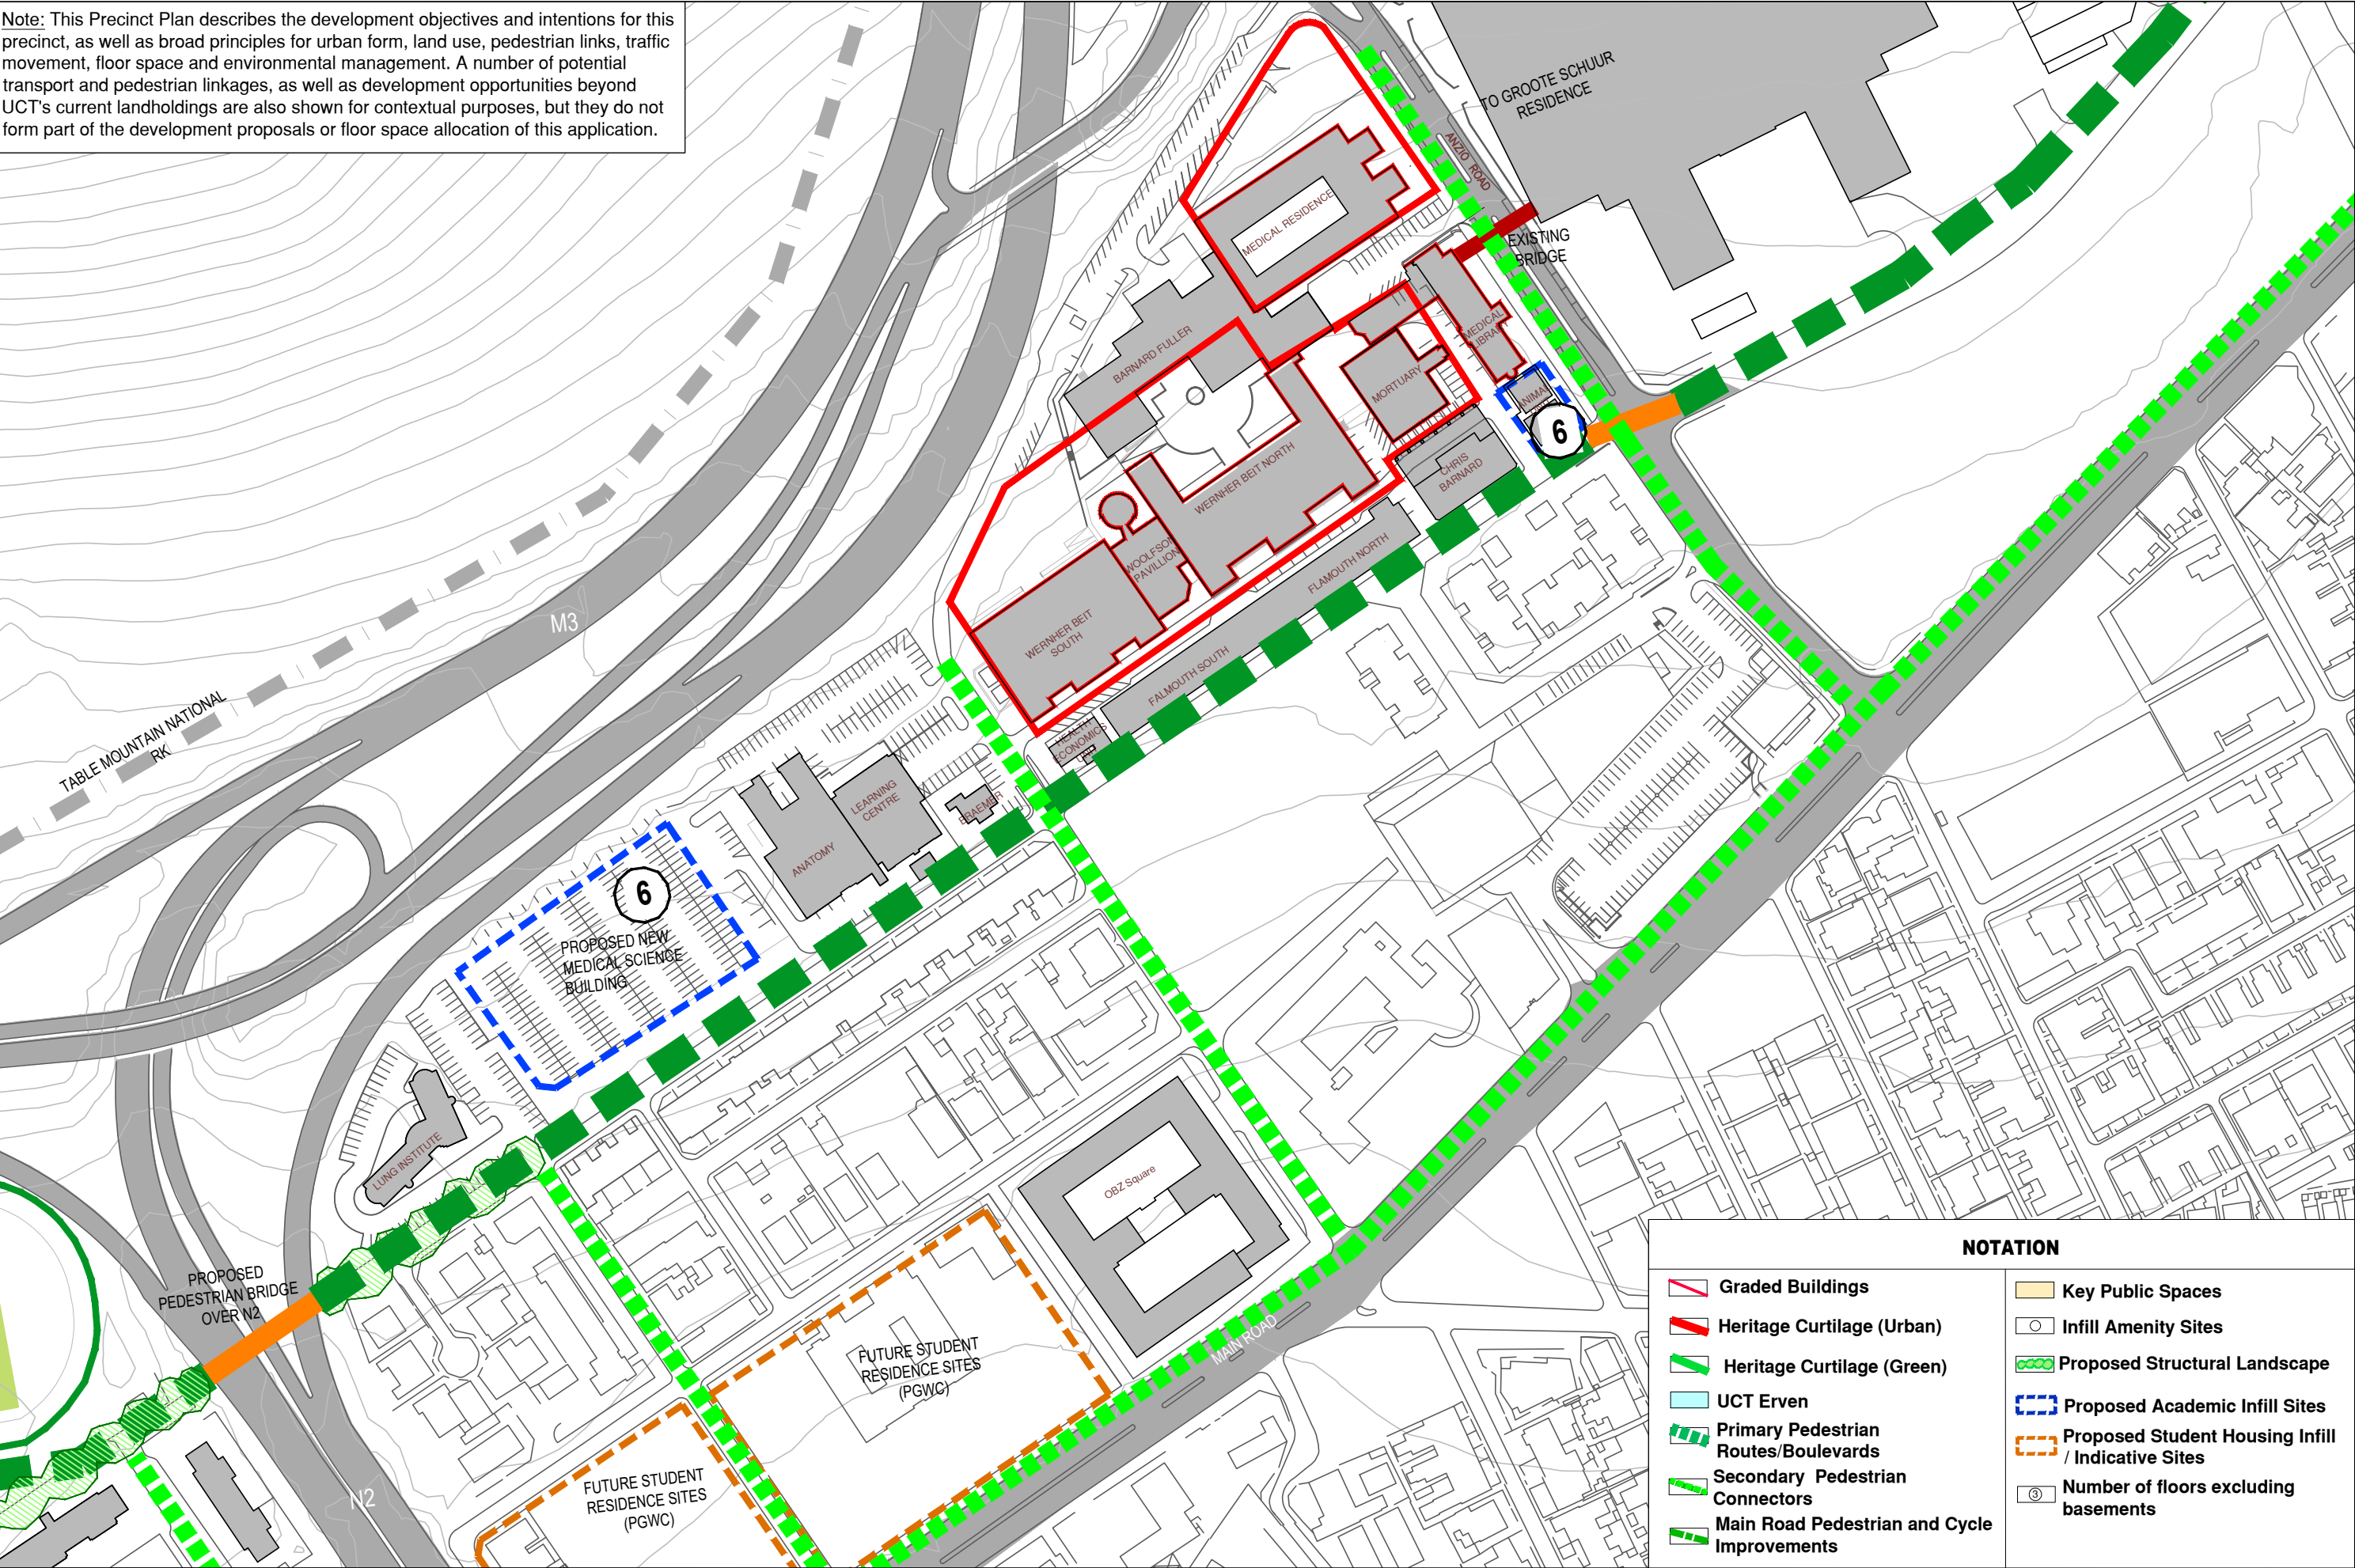 Note: This Precinct Plan describes the development objectives and intentions for this
precinct, as well as broad principles for urban form, land use, pedestrian links, traffic
movement, floor space and environmental management. A number of potential
transport and pedestrian linkages, as well as development opportunities beyond
UCT's current landholdings are also shown for contextual purposes, but they do not
form part of the development proposals or floor space allocation of this application.
TO GROOTE SCHUUR
RESIDENCE
ANZIO ROAD
MEDICAL RESIDENCE
EXISTING
BRIDGE
BARNARD FULLER
MEDICAL
LIBRARY
MORTUARY
ANIMAL
6
CHRIS
BARNARD
WERNHER BEIT NORTH
WOOLFSON
PAVILLION
FLAMOUTH NORTH
WERNHER BEIT
SOUTH
FALMOUTH SOUTH
HEALTH
ECONOMICS
M3
TABLE MOUNTAIN NATIONAL
RK
LEARNING
CENTRE
BRAEMER
ANATOMY
6
PROPOSED NEW
MEDICAL SCIENCE
BUILDING
LUNG INSTITUTE
OBZ Square
PROPOSED
PEDESTRIAN BRIDGE
OVER N2
N2
MAIN ROAD
FUTURE STUDENT
RESIDENCE SITES
(PGWC)
FUTURE STUDENT
RESIDENCE SITES
(PGWC)
NOTATION
Graded Buildings
Heritage Curtilage (Urban)
Heritage Curtilage (Green)
UCT Erven
Primary Pedestrian
Routes/Boulevards
Secondary Pedestrian
Connectors
Main Road Pedestrian and Cycle
Improvements
Key Public Spaces
Infill Amenity Sites
Proposed Structural Landscape
Proposed Academic Infill Sites
Proposed Student Housing Infill
/ Indicative Sites
3
Number of floors excluding
basements